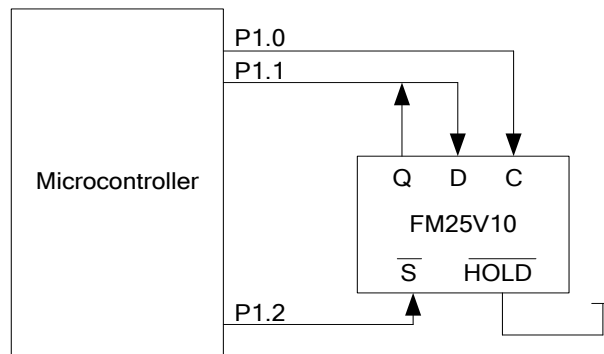 P1.0
P1.1
Microcontroller
Q D C
FM25V10
S HOLD
P1.2